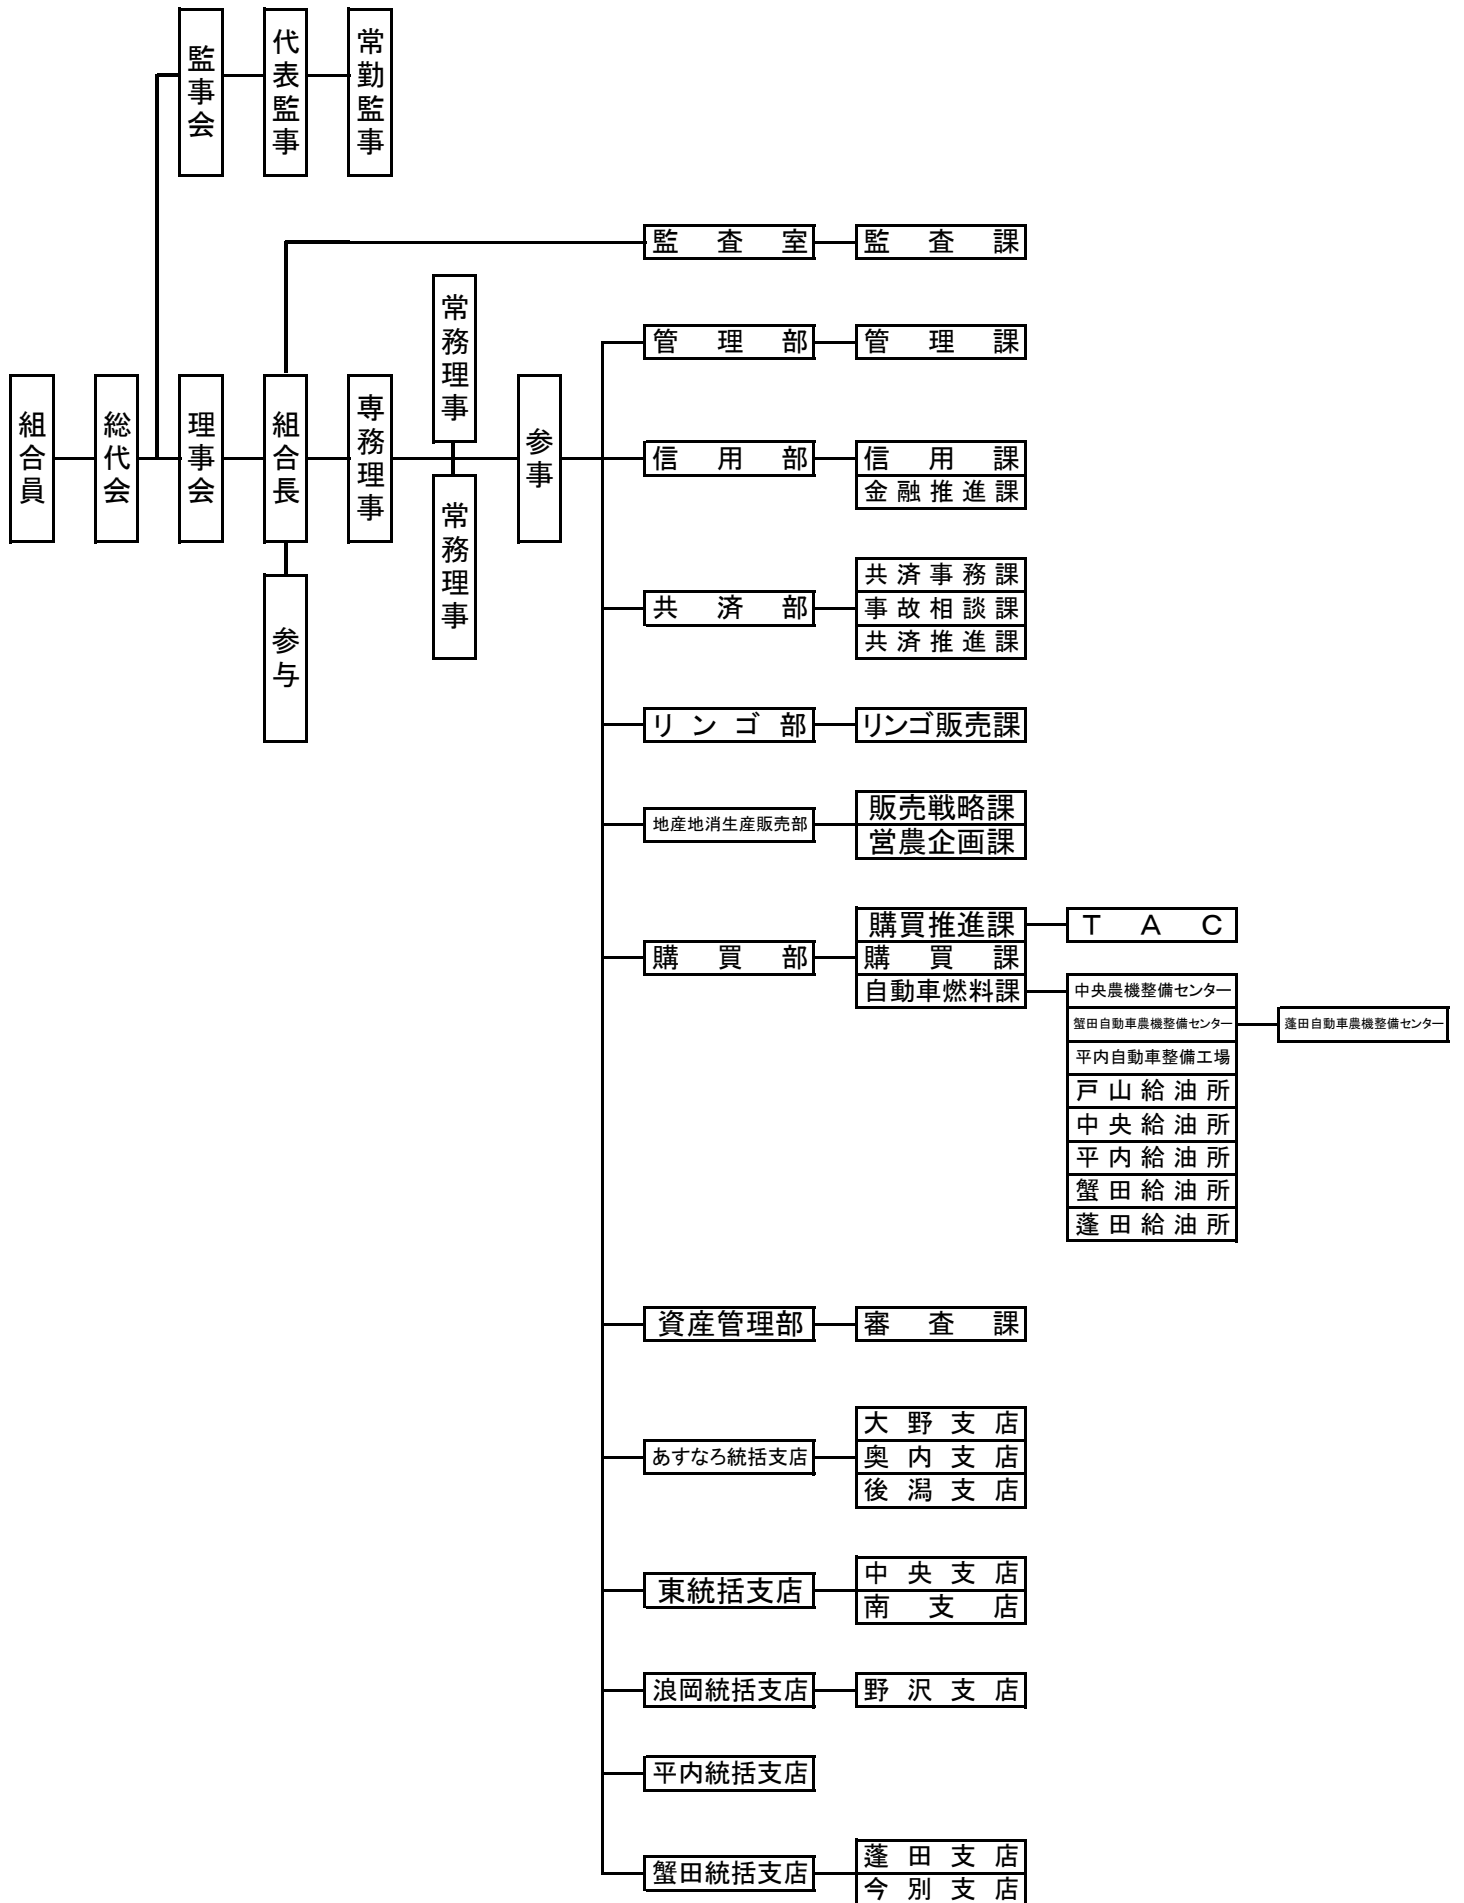 監事会
代表監事
常勤監事
監査室
監査課
常務理事
管理部
管理課
組合員
総代会
理事会
組合長
専務理事
参事
信用部
信用課
金融推進課
常務理事
参与
共済部
共済事務課
事故相談課
共済推進課
リンゴ部
リンゴ販売課
地産地消生産販売部
販売戦略課
営農企画課
購買部
購買推進課
TAC
購買課
自動車燃料課
中央農機整備センター
蟹田自動車農機整備センター
蓬田自動車農機整備センター
平内自動車整備工場
戸山給油所
中央給油所
平内給油所
蟹田給油所
蓬田給油所
資産管理部
審査課
あすなろ統括支店
大野支店
奥内支店
後潟支店
東統括支店
中央支店
南支店
浪岡統括支店
野沢支店
平内統括支店
蟹田統括支店
蓬田支店
今別支店